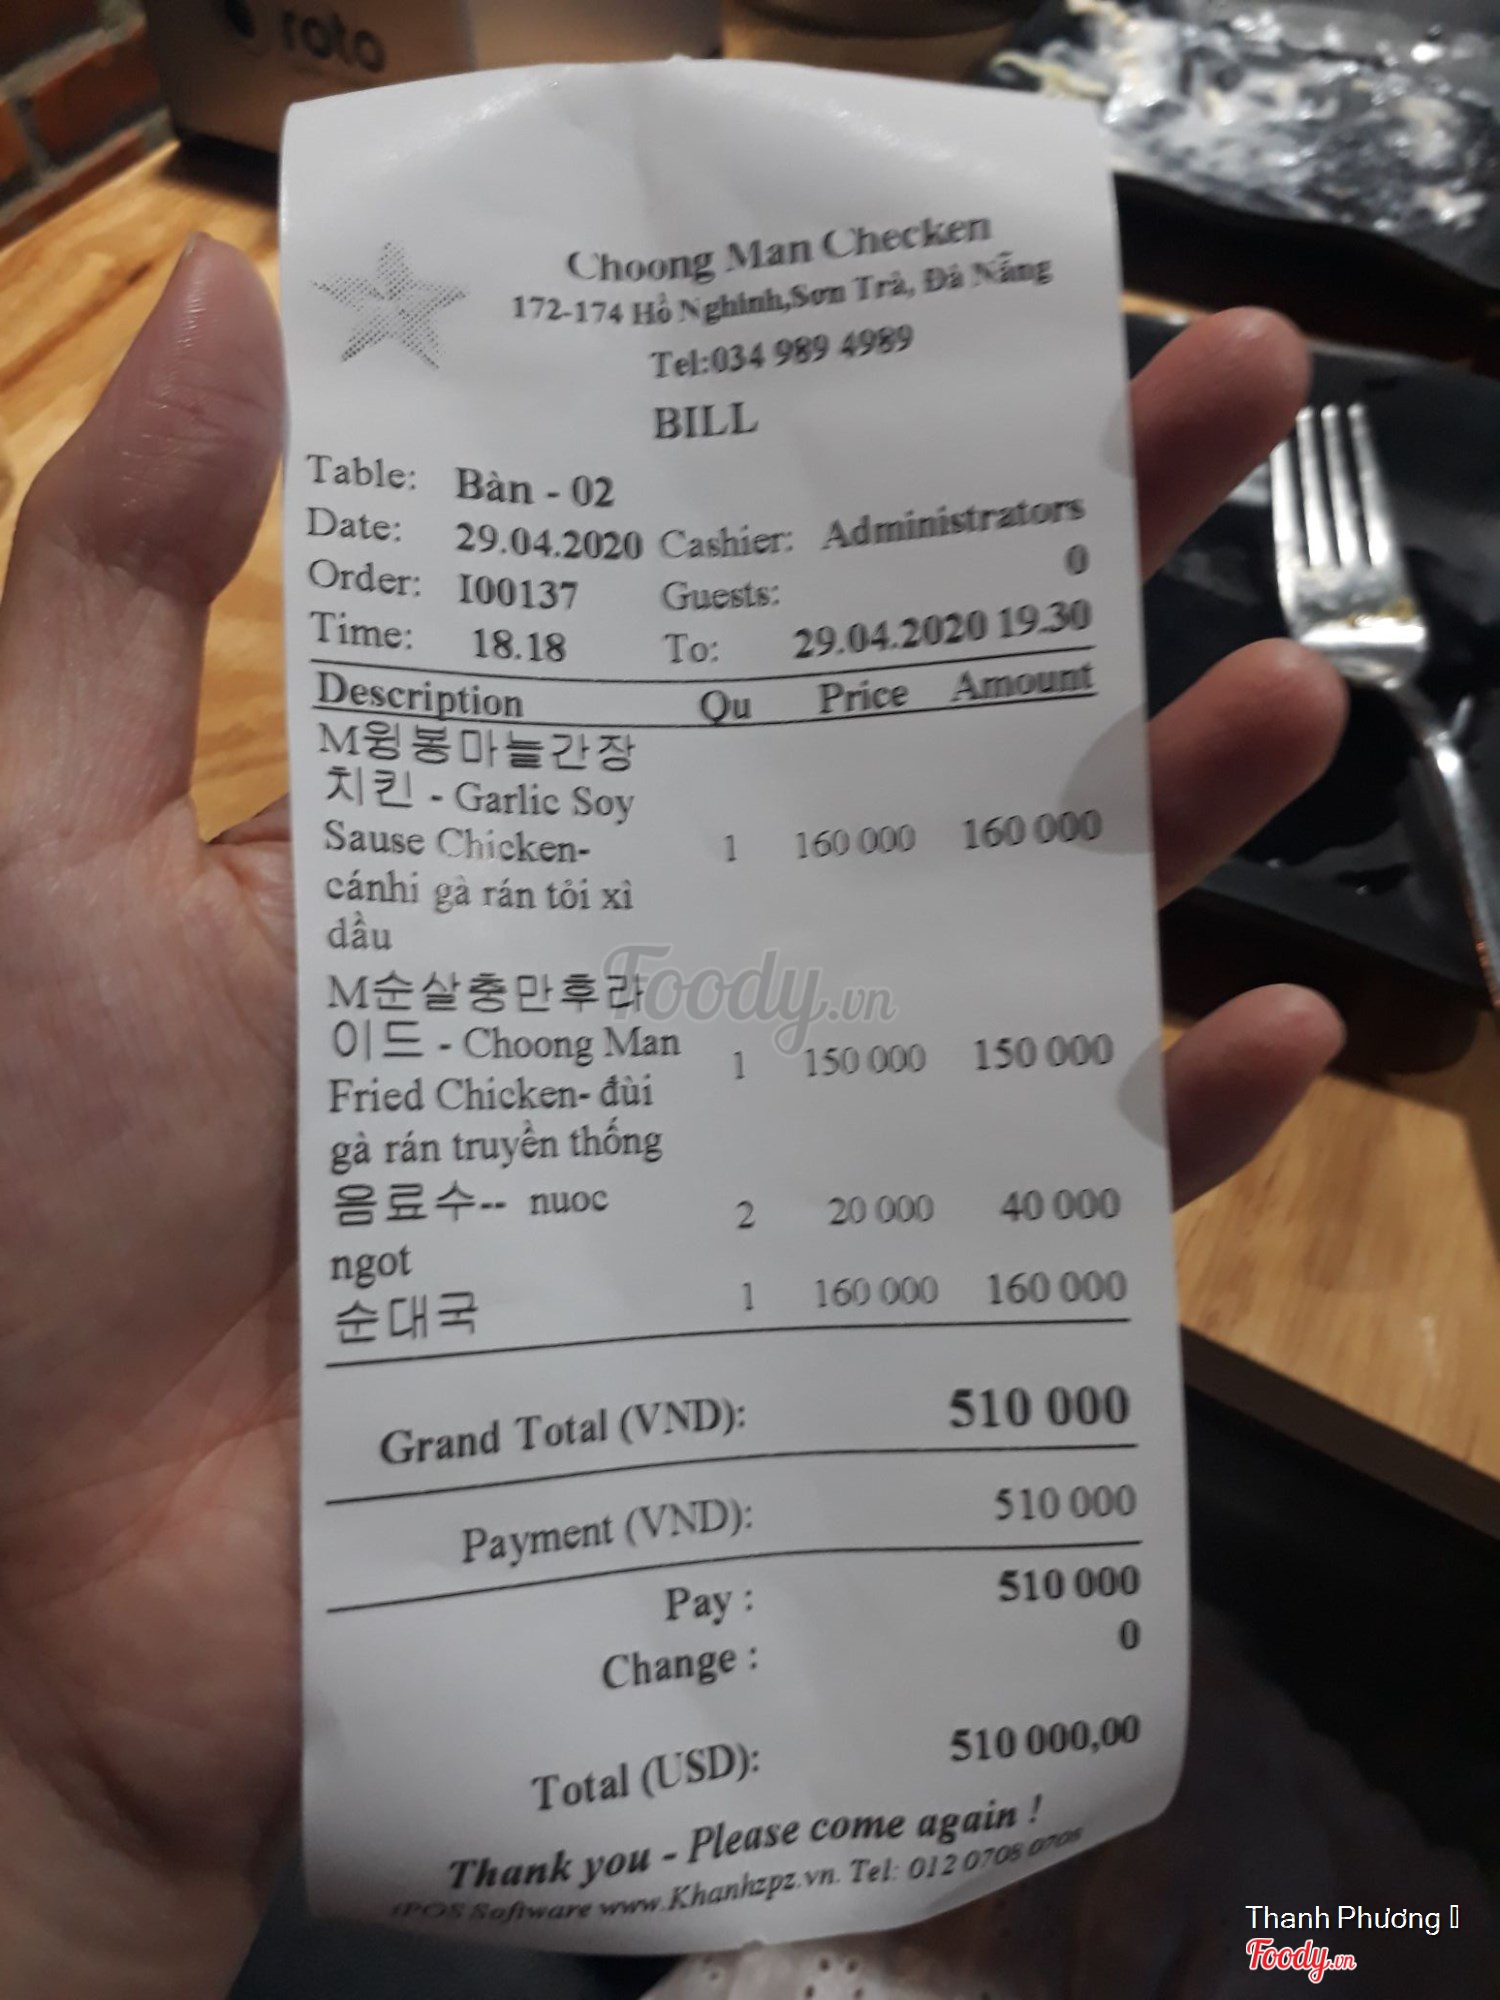 roto
Choong Man Checken
172-174 Hồ Nghinh,Sơn Trà, Đà Nẵng
Tel:034 989 4989
BILL
Table: Bàn - 02
Date: 29.04.2020 Cashier: Administrators
Order: I00137 Guests: 0
Time: 18.18 To: 29.04.2020 19.30
Description Qu Price Amount
M윙봉마늘간장
치킨 - Garlic Soy
Sause Chicken- 1 160 000 160 000
cánhi gà rán tỏi xì
dầu
M순살충만후라
이드 - Choong Man 1 150 000 150 000
Fried Chicken- đùi
gà rán truyền thống
음료수-- nuoc 2 20 000 40 000
ngot
순대국 1 160 000 160 000
Grand Total (VND): 510 000
Payment (VND): 510 000
Pay : 510 000
Change : 0
Total (USD): 510 000,00
Thank you - Please come again !
iPOS Software www.Khanhzpz.vn. Tel: 012 0708 0708
Foody.vn
Thanh Phương
Foody.vn